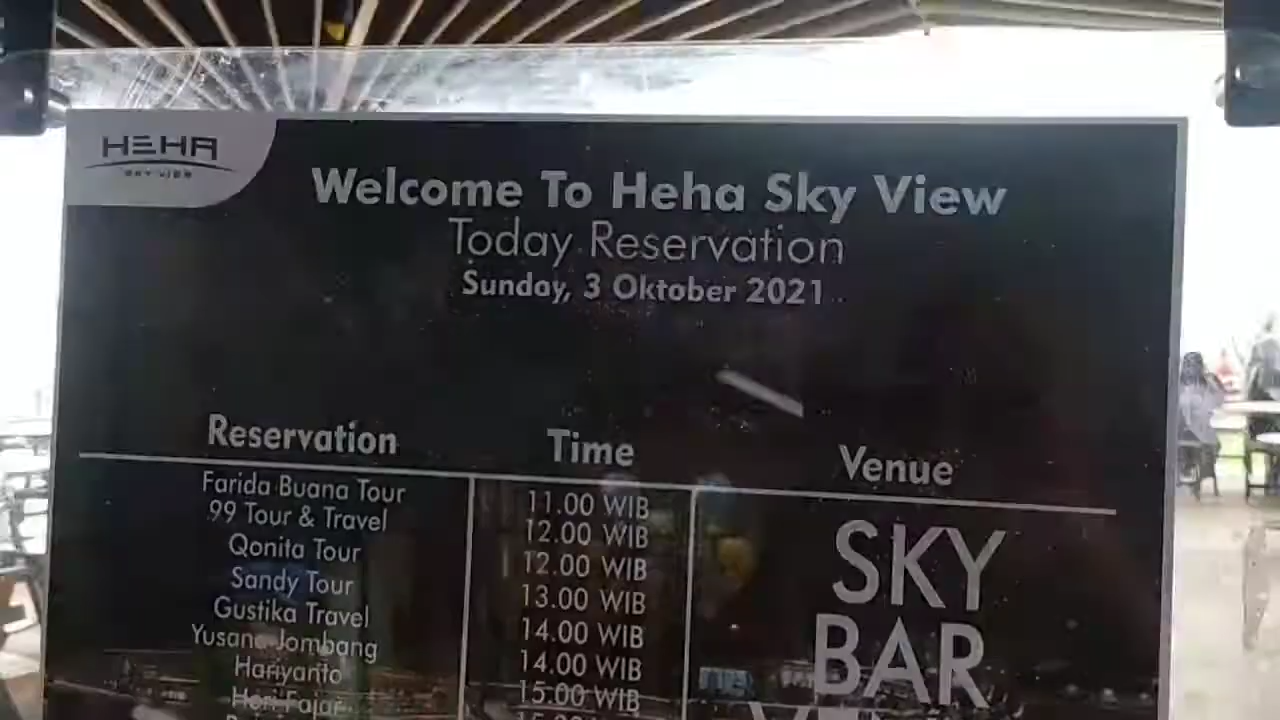 HEHA
SKY VIEW
Welcome To Heha Sky View
Today Reservation
Sunday, 3 Oktober 2021
Reservation Time Venue
Farida Buana Tour 11.00 WIB
99 Tour & Travel 12.00 WIB
Qonita Tour 12.00 WIB
Sandy Tour 13.00 WIB
Gustika Travel 14.00 WIB
Yusana Jombang 14.00 WIB
Hariyanto 15.00 WIB
Heri Fajar
SKY
BAR